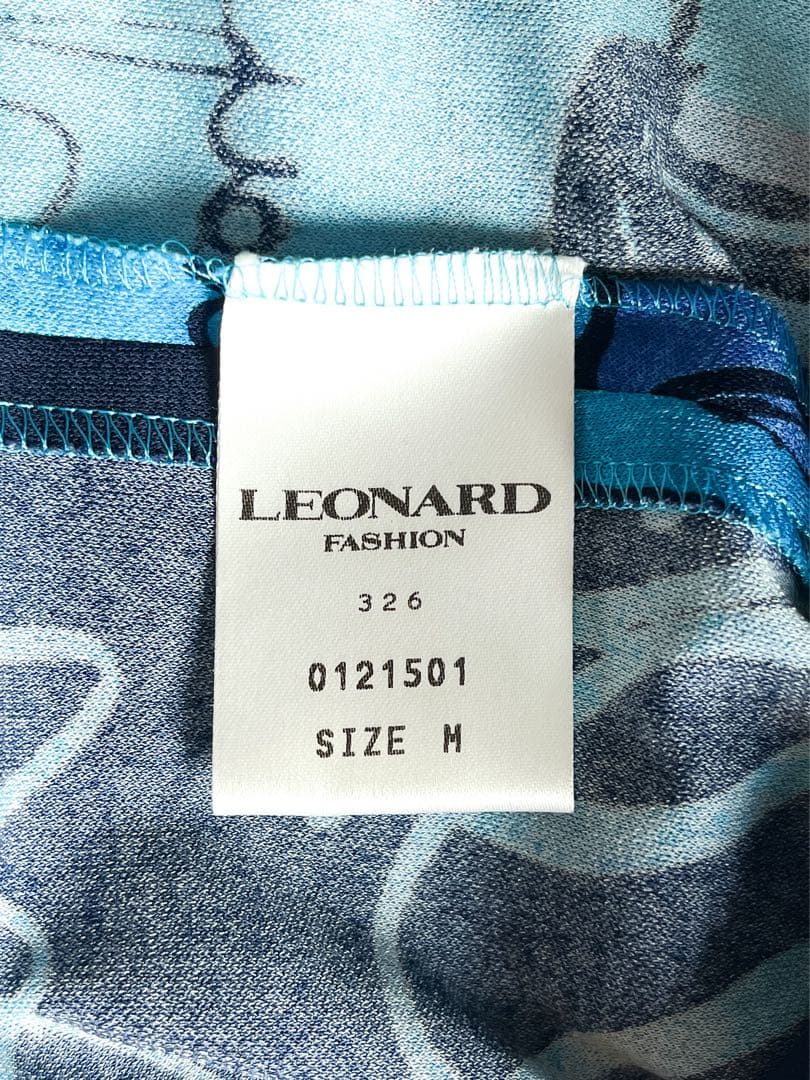 LEONARD
FASHION
326
0121501
SIZE M